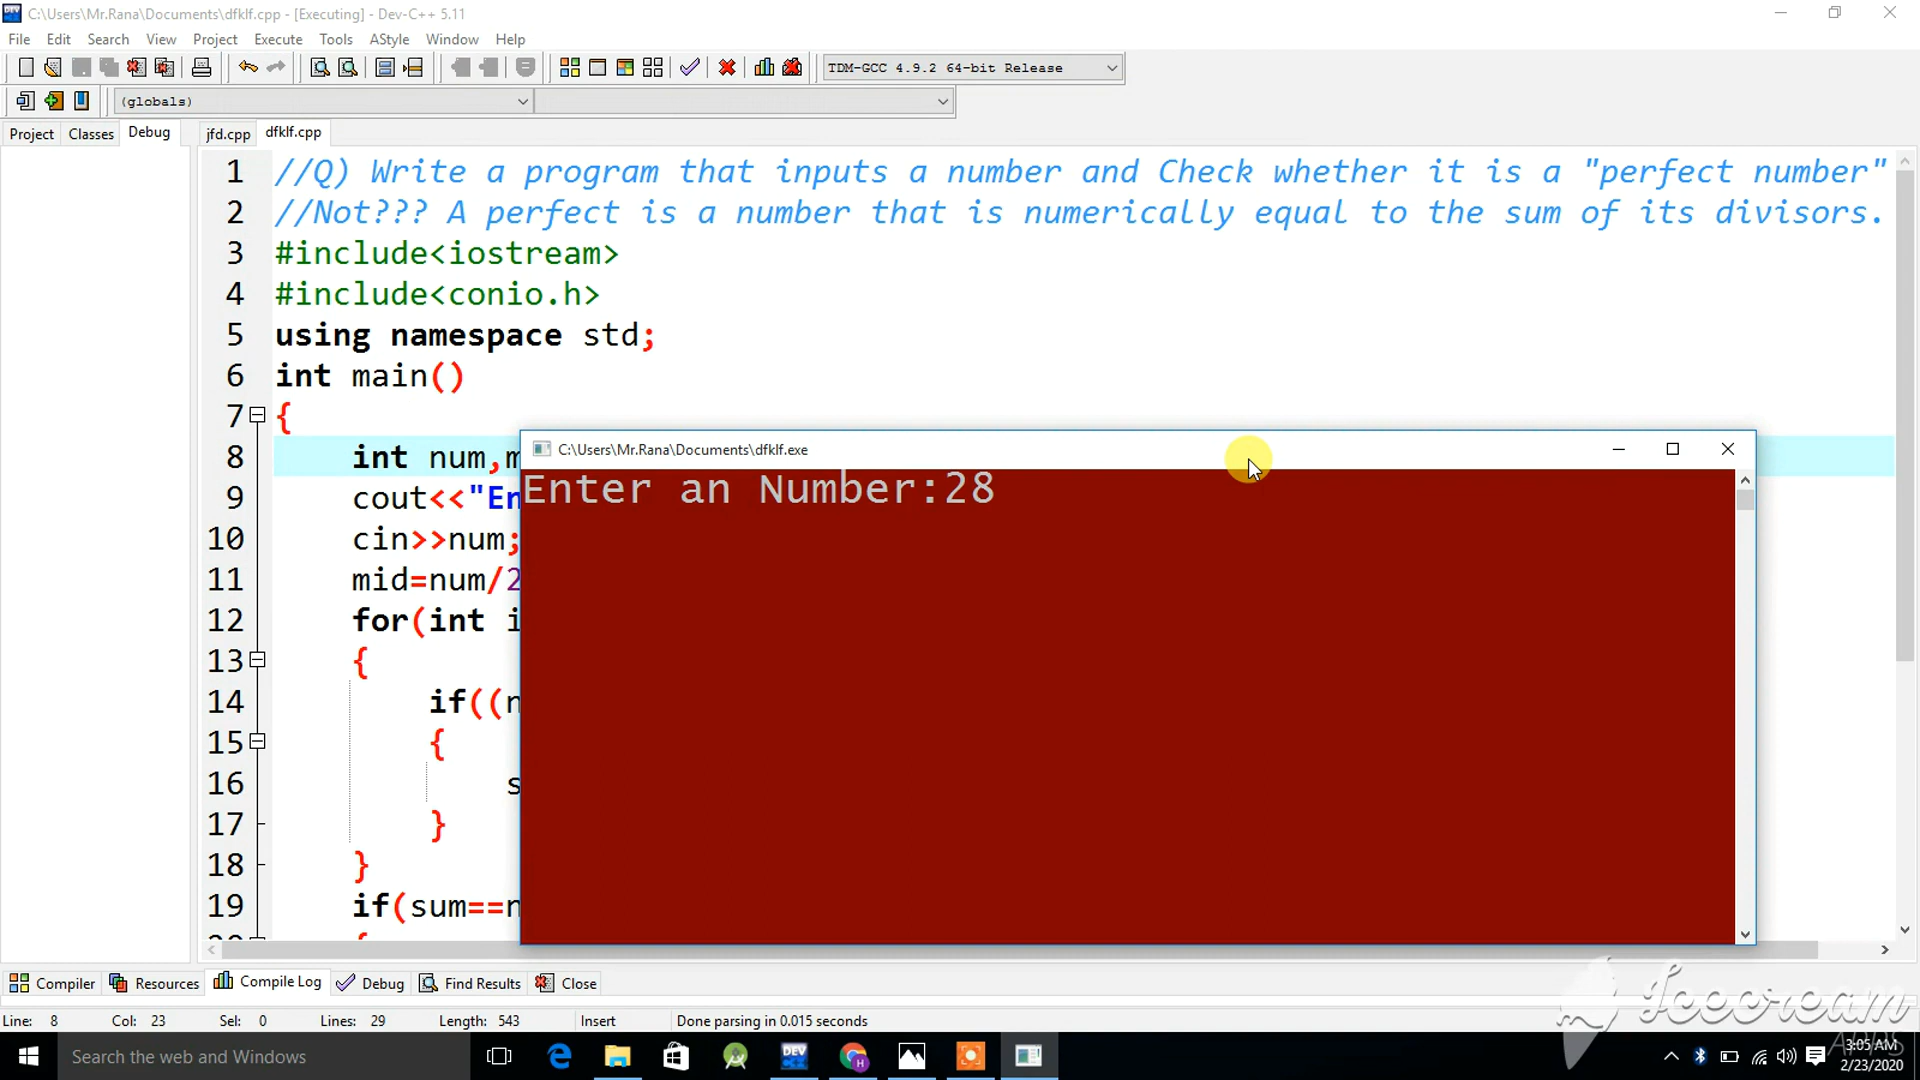 C:\Users\Mr.Rana\Documents\dfklf.cpp - [Executing] - Dev-C++ 5.11
File Edit Search View Project Execute Tools AStyle Window Help
TDM-GCC 4.9.2 64-bit Release
(globals)
Project Classes Debug jfd.cpp dfklf.cpp
1 //Q) Write a program that inputs a number and Check whether it is a "perfect number"
2 //Not??? A perfect is a number that is numerically equal to the sum of its divisors.
3 #include<iostream>
4 #include<conio.h>
5 using namespace std;
6 int main()
7 {
8 int num,m
C:\Users\Mr.Rana\Documents\dfklf.exe
9 cout<<"En
Enter an Number:28
10 cin>>num;
11 mid=num/2
12 for(int i
13 {
14 if((n
15 {
16 s
17 }
18 }
19 if(sum==n
20 {
Compiler Resources Compile Log Debug Find Results Close
Line: 8 Col: 23 Sel: 0 Lines: 29 Length: 543 Insert Done parsing in 0.015 seconds
Icecream
APPS
Search the web and Windows
DEV C++
H
3:05 AM
2/23/2020